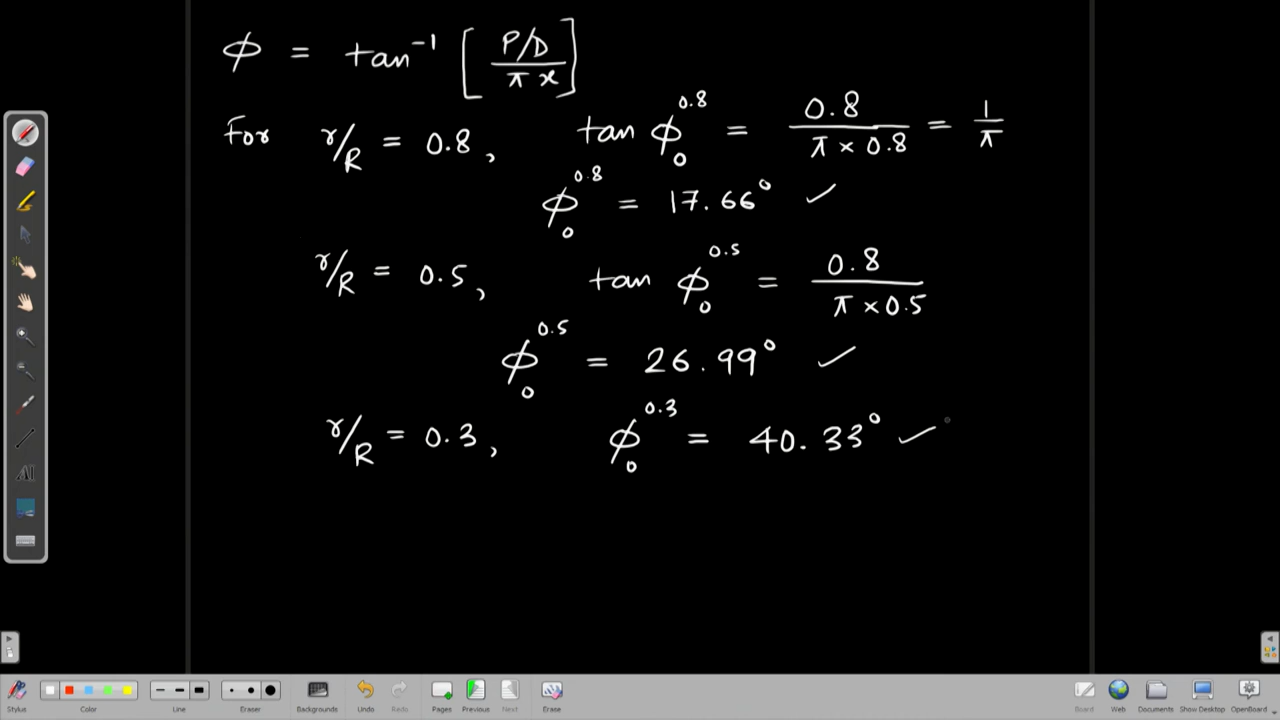 ϕ = tan⁻¹ [ P/D / π x ]
For r/R = 0.8, tan ϕ₀^0.8 = 0.8 / π × 0.8 = 1/π
ϕ₀^0.8 = 17.66° ✓
r/R = 0.5, tan ϕ₀^0.5 = 0.8 / π × 0.5
ϕ₀^0.5 = 26.99° ✓
r/R = 0.3, ϕ₀^0.3 = 40.33° ✓
Stylus Color Line Eraser Backgrounds Undo Redo Pages Previous Next Erase Board Web Documents Show Desktop OpenBoard